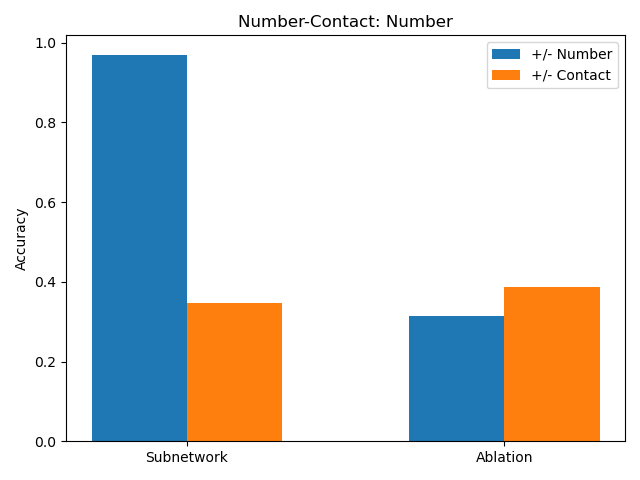 Number-Contact: Number
+/- Number
+/- Contact
Accuracy
1.0
0.8
0.6
0.4
0.2
0.0
Subnetwork
Ablation